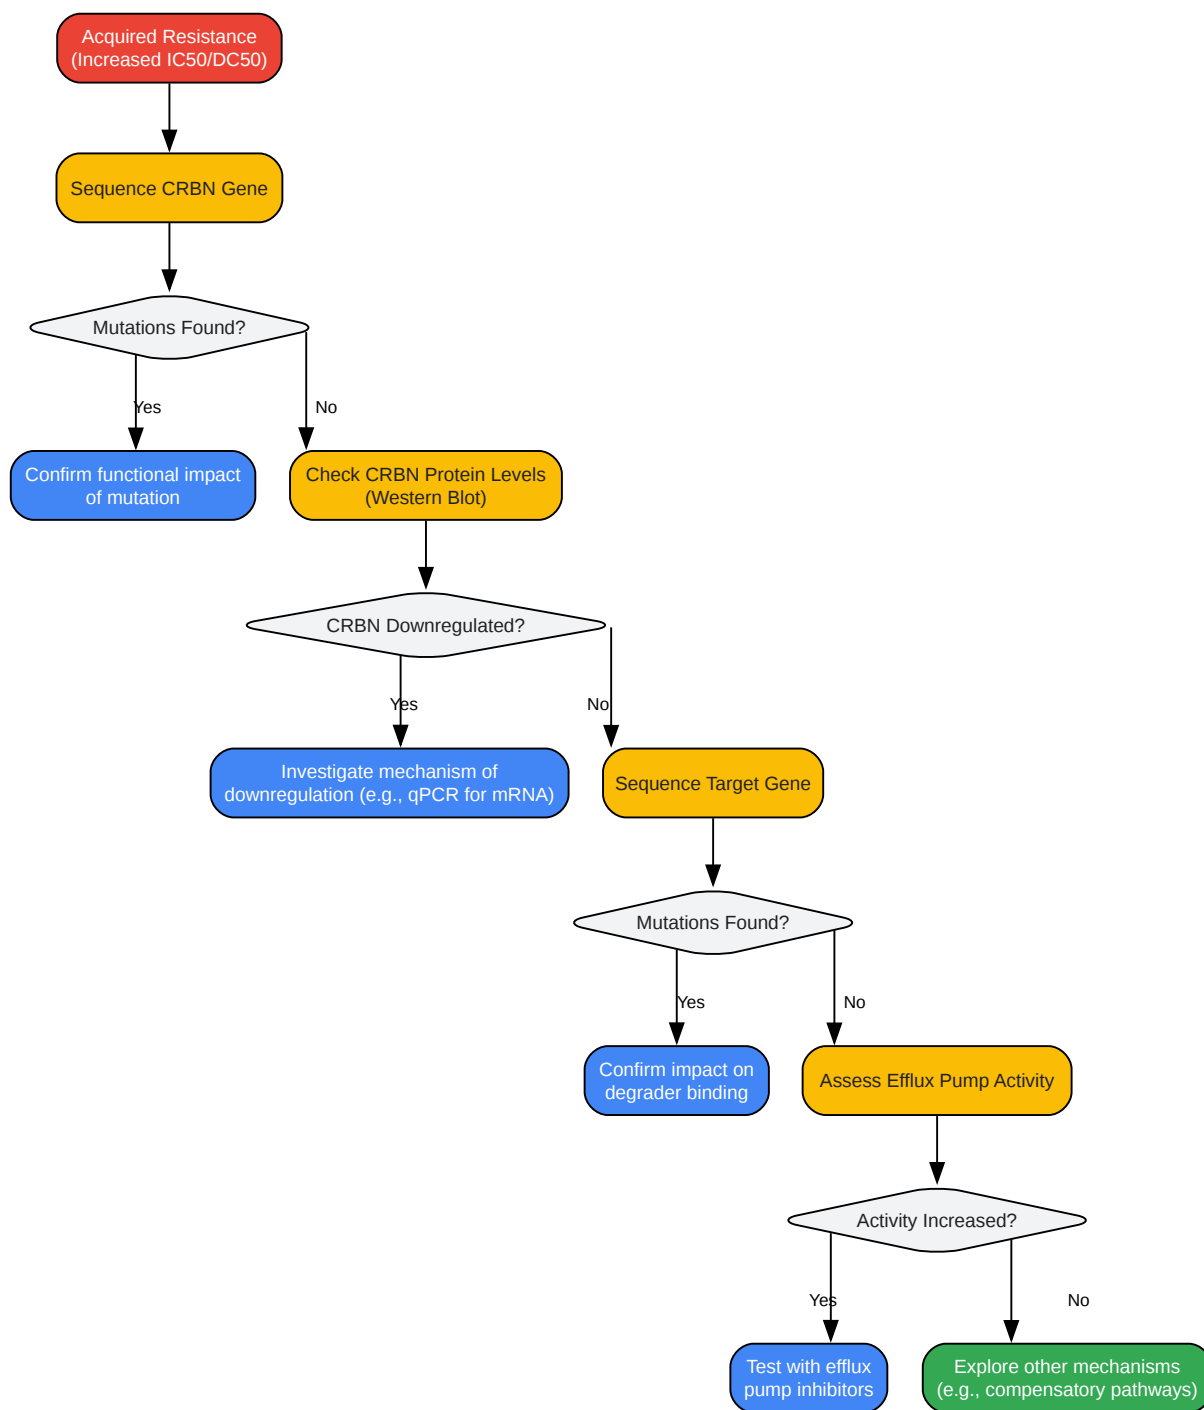 Acquired Resistance
(Increased IC50/DC50)
Sequence CRBN Gene
Mutations Found?
Yes
No
Confirm functional impact
of mutation
Check CRBN Protein Levels
(Western Blot)
CRBN Downregulated?
Yes
No
Investigate mechanism of
downregulation (e.g., qPCR for mRNA)
Sequence Target Gene
Mutations Found?
Yes
No
Confirm impact on
degrader binding
Assess Efflux Pump Activity
Activity Increased?
Yes
No
Test with efflux
pump inhibitors
Explore other mechanisms
(e.g., compensatory pathways)